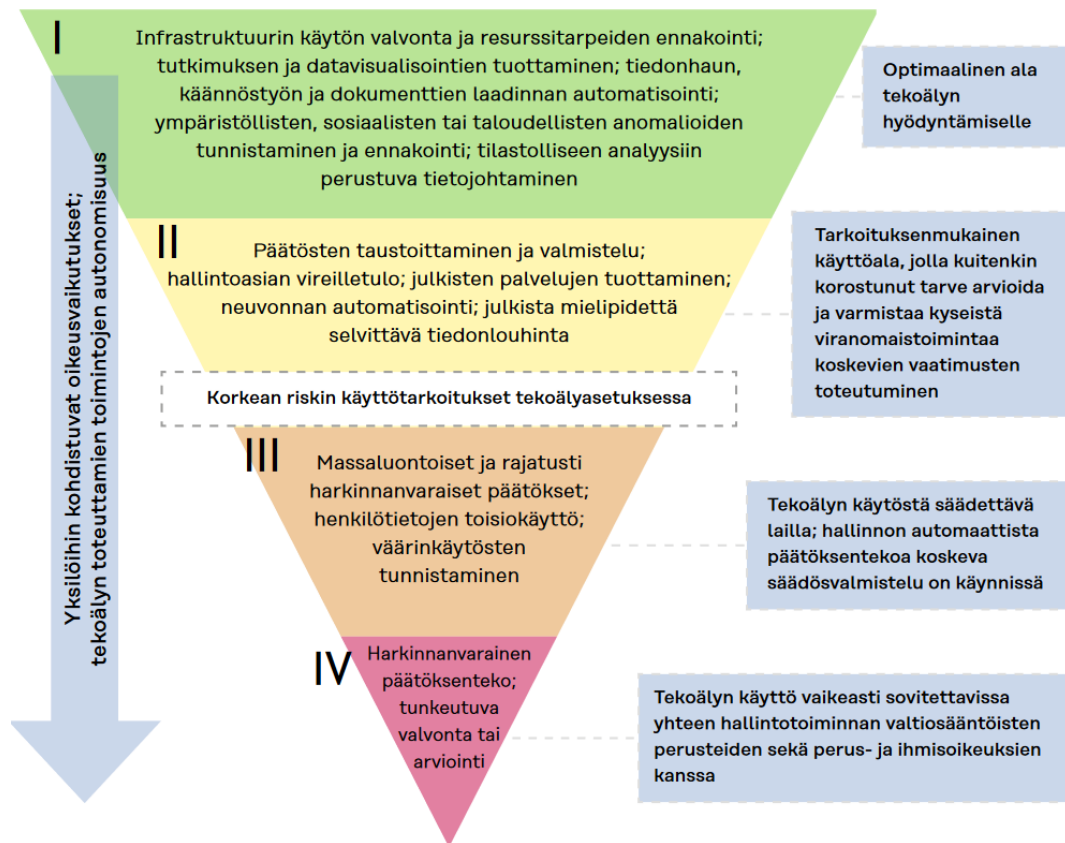 I
Infrastruktuurin käytön valvonta ja resurssitarpeiden ennakointi;
tutkimuksen ja datavisualisointien tuottaminen; tiedonhaun,
käännöstyön ja dokumenttien laadinnan automatisointi;
ympäristöllisten, sosiaalisten tai taloudellisten anomalioiden
tunnistaminen ja ennakointi; tilastolliseen analyysiin
perustuva tietojohtaminen
Optimaalinen ala
tekoälyn
hyödyntämiselle
II
Päätösten taustoittaminen ja valmistelu;
hallintoasian vireilletulo; julkisten palvelujen tuottaminen;
neuvonnan automatisointi; julkista mielipidettä
selvittävä tiedonlouhinta
Tarkoituksenmukainen
käyttöala, jolla kuitenkin
korostunut tarve arvioida
ja varmistaa kyseistä
viranomaistoimintaa
koskevien vaatimusten
toteutuminen
Korkean riskin käyttötarkoitukset tekoälyasetuksessa
III
Massaluontoiset ja rajatusti
harkinnanvaraiset päätökset;
henkilötietojen toisiokäyttö;
väärinkäytösten
tunnistaminen
Tekoälyn käytöstä säädettävä
lailla; hallinnon automaattista
päätöksentekoa koskeva
säädösvalmistelu on käynnissä
IV
Harkinnanvarainen
päätöksenteko;
tunkeutuva
valvonta tai
arviointi
Tekoälyn käyttö vaikeasti sovitettavissa
yhteen hallintotoiminnan valtiosääntöisten
perusteiden sekä perus- ja ihmisoikeuksien
kanssa
Yksilöihin kohdistuvat oikeusvaikutukset;
tekoälyn toteuttamien toimintojen autonomisuus